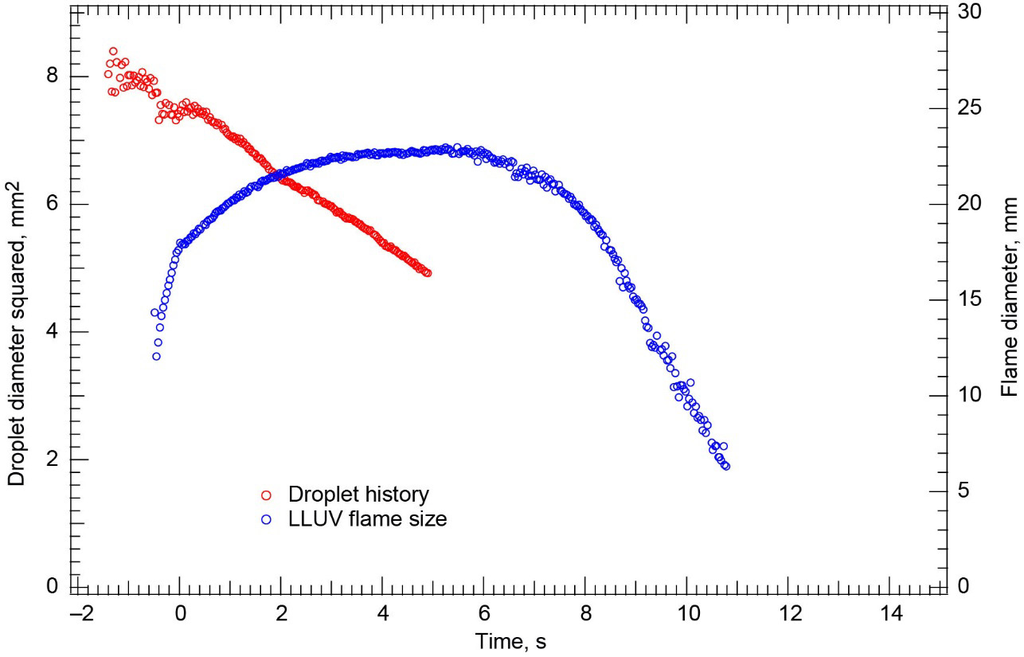 30
8
25
6
20
15
4
10
2
5
0
0
Droplet diameter squared, mm2
Flame diameter, mm
Droplet history
LLUV flame size
–2 0 2 4 6 8 10 12 14
Time, s